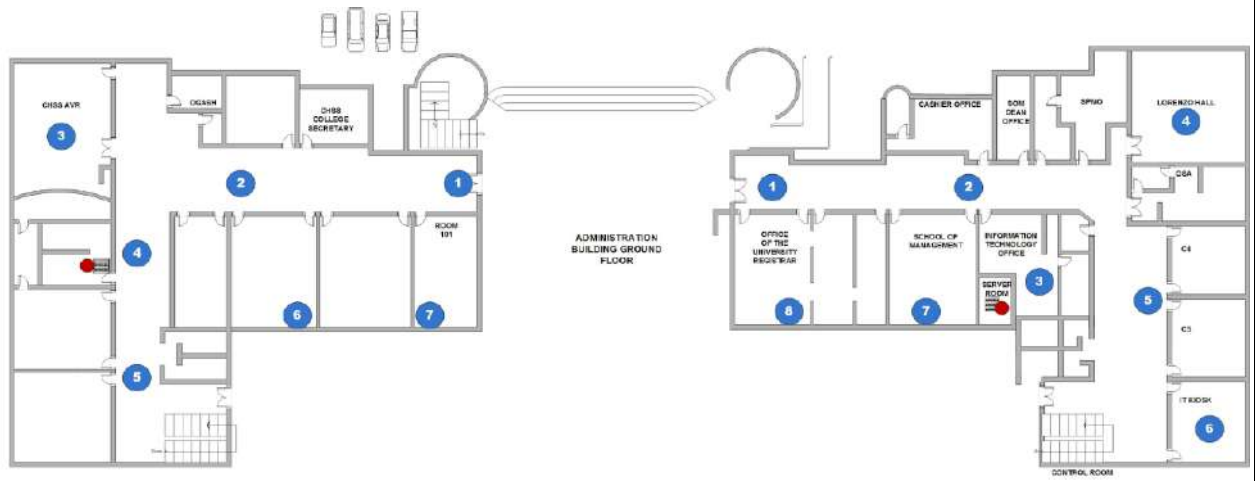 CHSS AVR
3
OGASH
CHSS
COLLEGE
SECRETARY
2
1
4
ROOM
101
6
7
5
ADMINISTRATION
BUILDING GROUND
FLOOR
CASHIER OFFICE
SOM
DEAN
OFFICE
SPMO
LORENZO HALL
4
1
2
OSA
OFFICE
OF THE
UNIVERSITY
REGISTRAR
SCHOOL OF
MANAGEMENT
INFORMATION
TECHNOLOGY
OFFICE
C4
SERVER
ROOM
3
5
8
7
C3
IT KIOSK
6
CONTROL ROOM